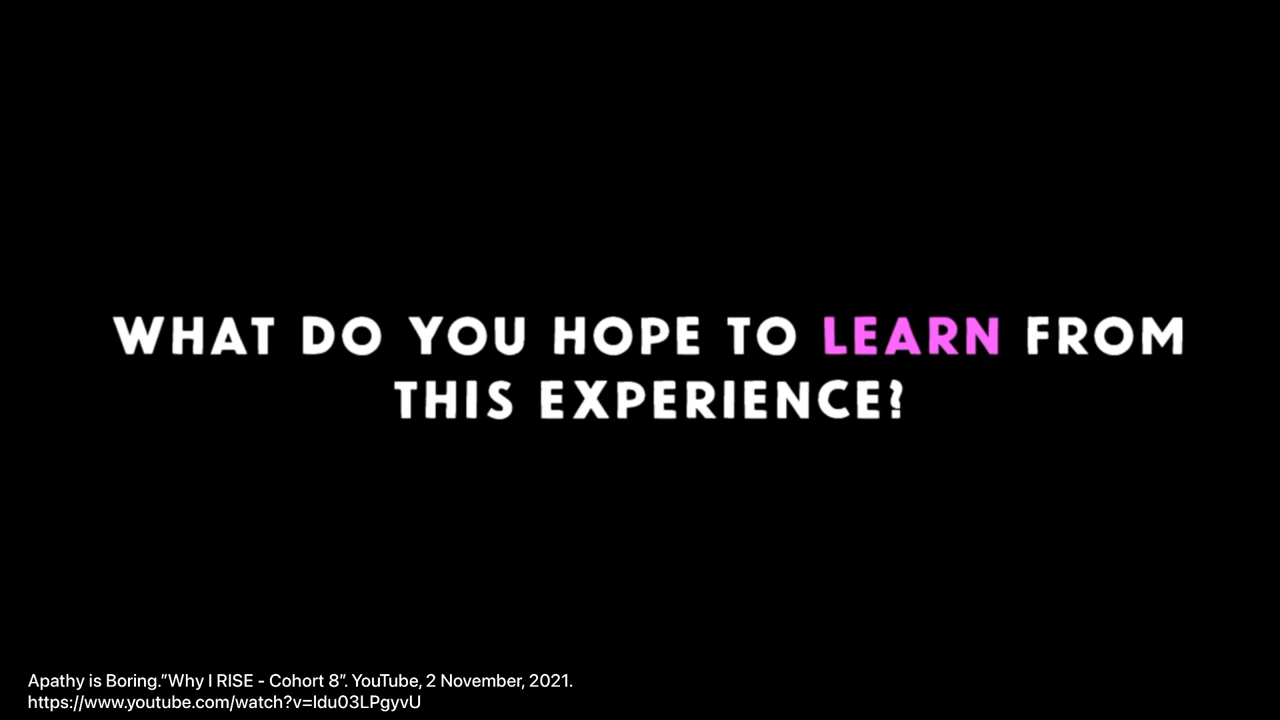 WHAT DO YOU HOPE TO LEARN FROM
THIS EXPERIENCE?
Apathy is Boring."Why I RISE - Cohort 8". YouTube, 2 November, 2021.
https://www.youtube.com/watch?v=ldu03LPgyvU